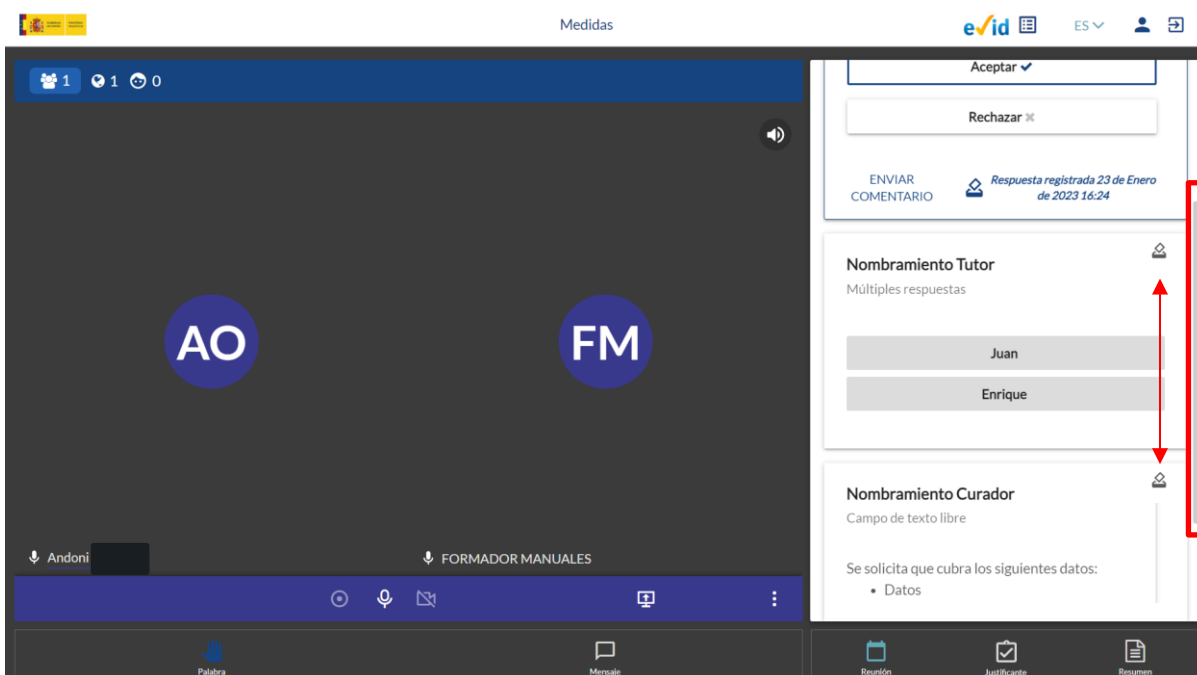 Medidas
e✓id
ES
1 1 0
AO
FM
Andoni
FORMADOR MANUALES
Palabra
Mensaje
Aceptar
Rechazar
ENVIAR
COMENTARIO
Respuesta registrada 23 de Enero
de 2023 16:24
Nombramiento Tutor
Múltiples respuestas
Juan
Enrique
Nombramiento Curador
Campo de texto libre
Se solicita que cubra los siguientes datos:
• Datos
Reunión
Justificante
Resumen